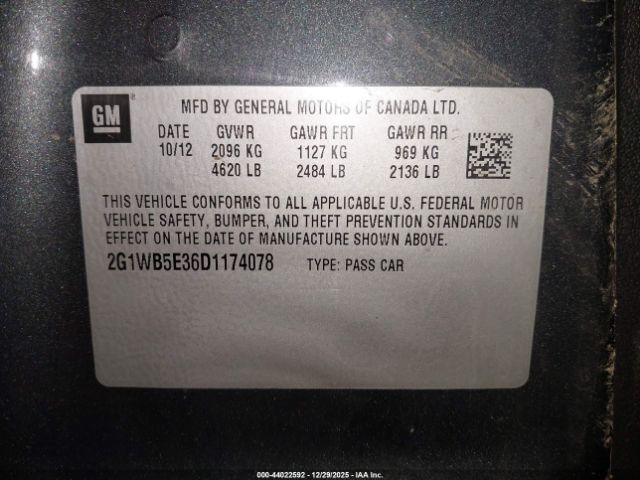 GM
®
MFD BY GENERAL MOTORS OF CANADA LTD.
DATE GVWR GAWR FRT GAWR RR
10/12 2096 KG 1127 KG 969 KG
4620 LB 2484 LB 2136 LB
THIS VEHICLE CONFORMS TO ALL APPLICABLE U.S. FEDERAL MOTOR
VEHICLE SAFETY, BUMPER, AND THEFT PREVENTION STANDARDS IN
EFFECT ON THE DATE OF MANUFACTURE SHOWN ABOVE.
2G1WB5E36D1174078 TYPE: PASS CAR
000-44022592 - 12/29/2025 - IAA Inc.